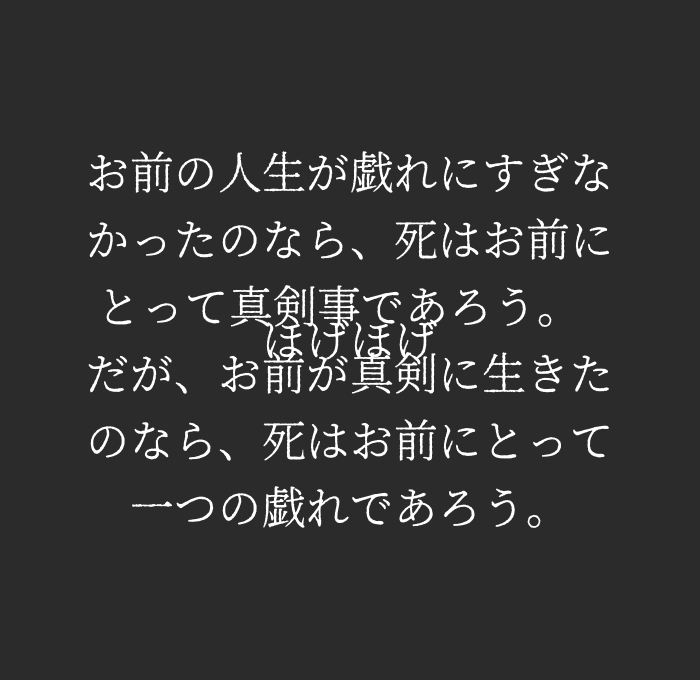 お前の人生が戯れにすぎな
かったのなら、死はお前に
とって真剣事であろう。
ほげほげ
だが、お前が真剣に生きた
のなら、死はお前にとって
一つの戯れであろう。